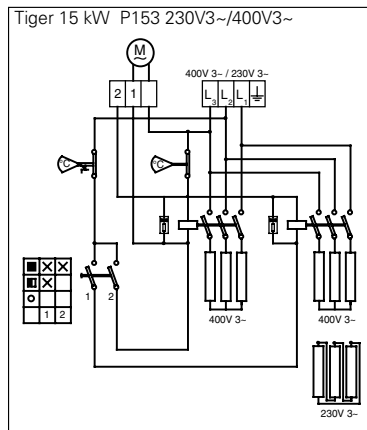 Tiger 15 kW P153 230V3~/400V3~
M
~
400V 3~ / 230V 3~
2 1 L3 L2 L1
°C °C
1 2
400V 3~ 400V 3~
1 2
230V 3~